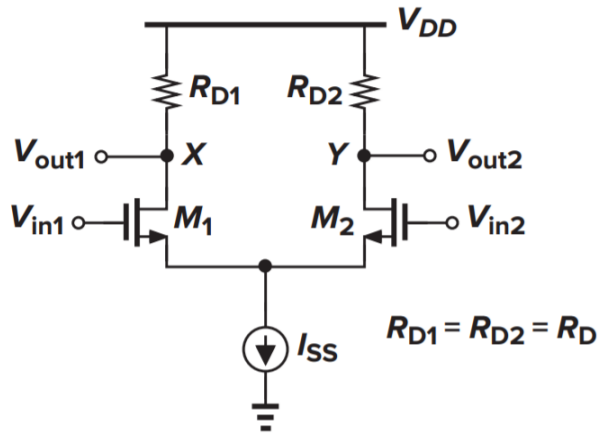 VDD
RD1 RD2
Vout1 X Y Vout2
Vin1 M1 M2 Vin2
ISS
RD1 = RD2 = RD